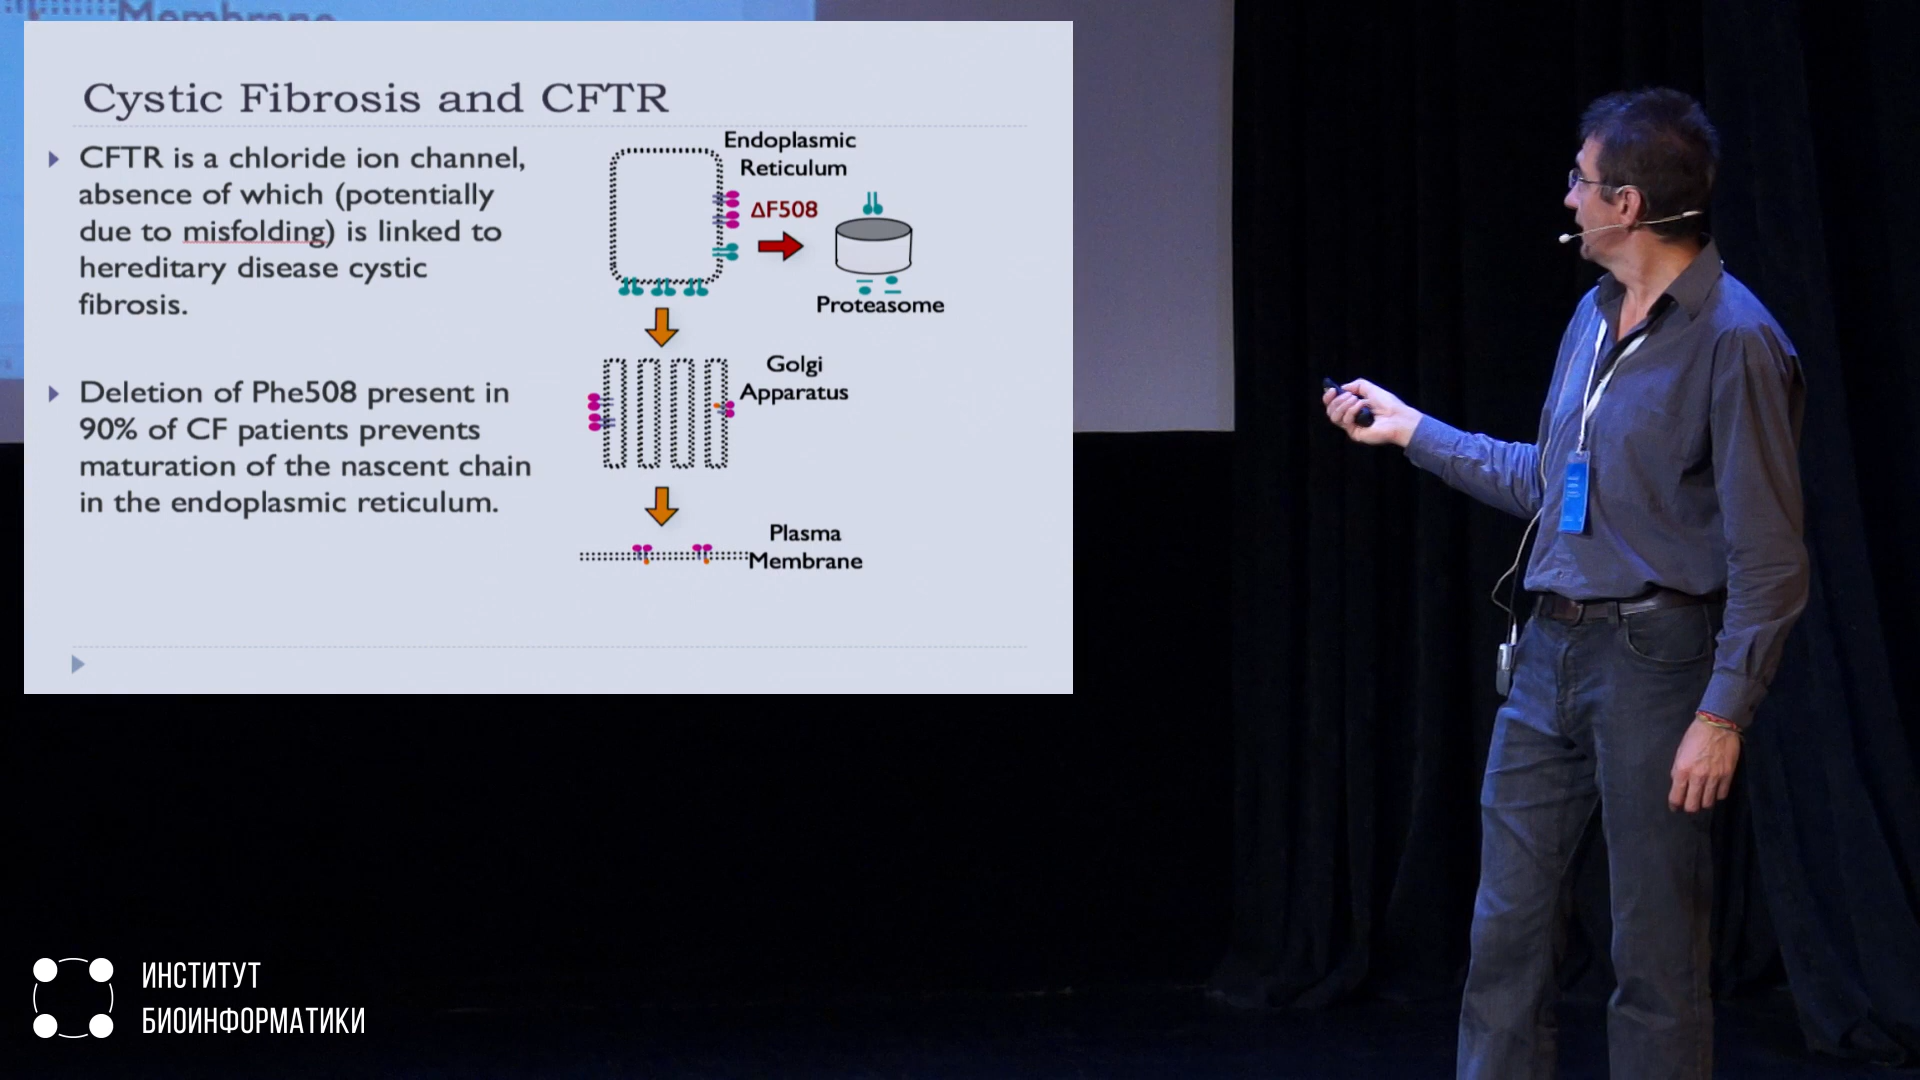 Membrane
Cystic Fibrosis and CFTR
CFTR is a chloride ion channel,
absence of which (potentially
due to misfolding) is linked to
hereditary disease cystic
fibrosis.
Deletion of Phe508 present in
90% of CF patients prevents
maturation of the nascent chain
in the endoplasmic reticulum.
Endoplasmic
Reticulum
ΔF508
Proteasome
Golgi
Apparatus
Plasma
Membrane
ИНСТИТУТ
БИОИНФОРМАТИКИ